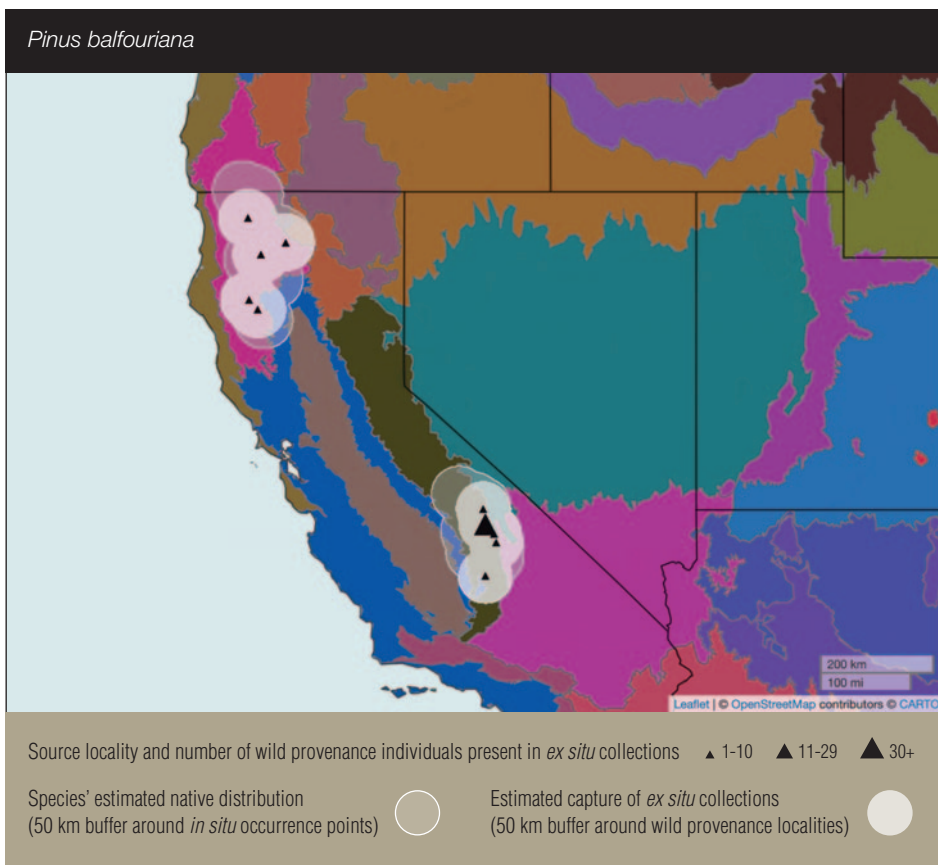 Pinus balfouriana
200 km
100 mi
Leaflet | © OpenStreetMap contributors © CARTO
Source locality and number of wild provenance individuals present in ex situ collections 1-10 11-29 30+
Species' estimated native distribution
(50 km buffer around in situ occurrence points)
Estimated capture of ex situ collections
(50 km buffer around wild provenance localities)